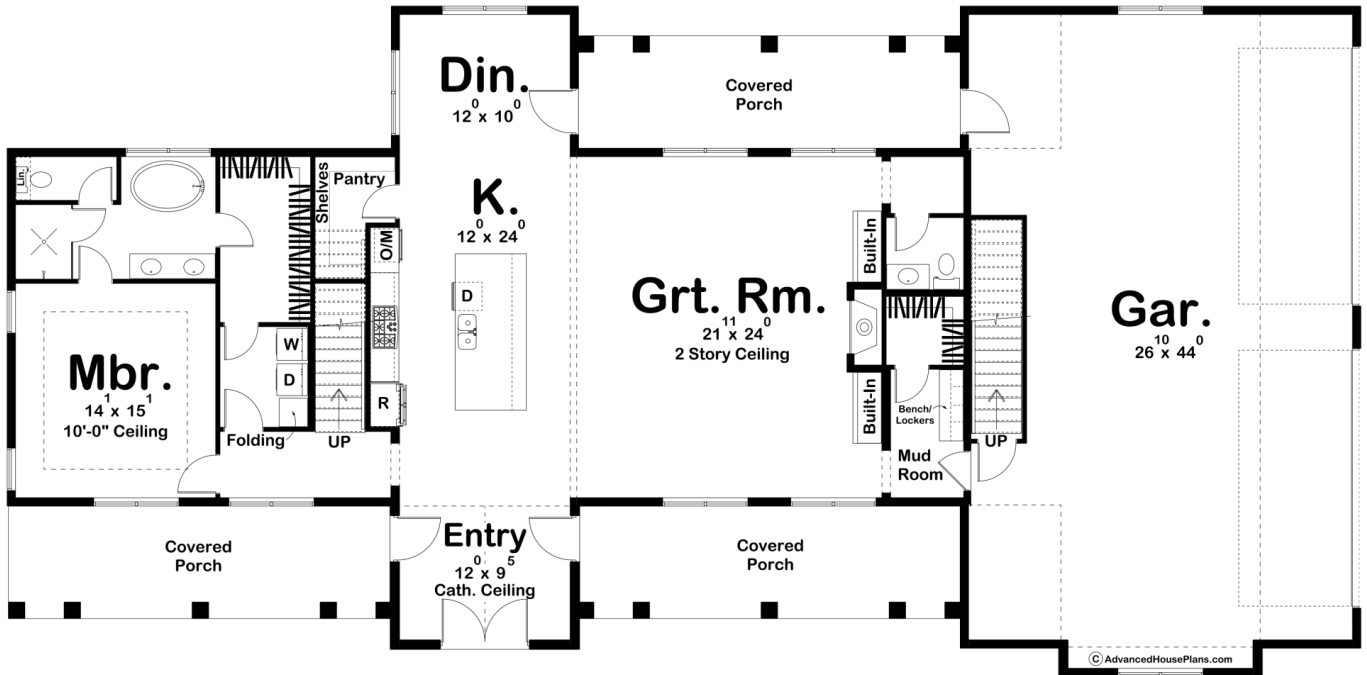 Din.
12⁰ x 10⁰
Covered
Porch
Lin.
Shelves
Pantry
K.
12⁰ x 24⁰
O/M
Built-In
D
Grt. Rm.
21¹¹ x 24⁰
2 Story Ceiling
Gar.
26¹⁰ x 44⁰
W
D
Mbr.
14¹ x 15¹
10'-0" Ceiling
R
Folding
UP
Built-In
Bench/
Lockers
UP
Mud
Room
Covered
Porch
Entry
12⁰ x 9⁵
Cath. Ceiling
Covered
Porch
© AdvancedHousePlans.com